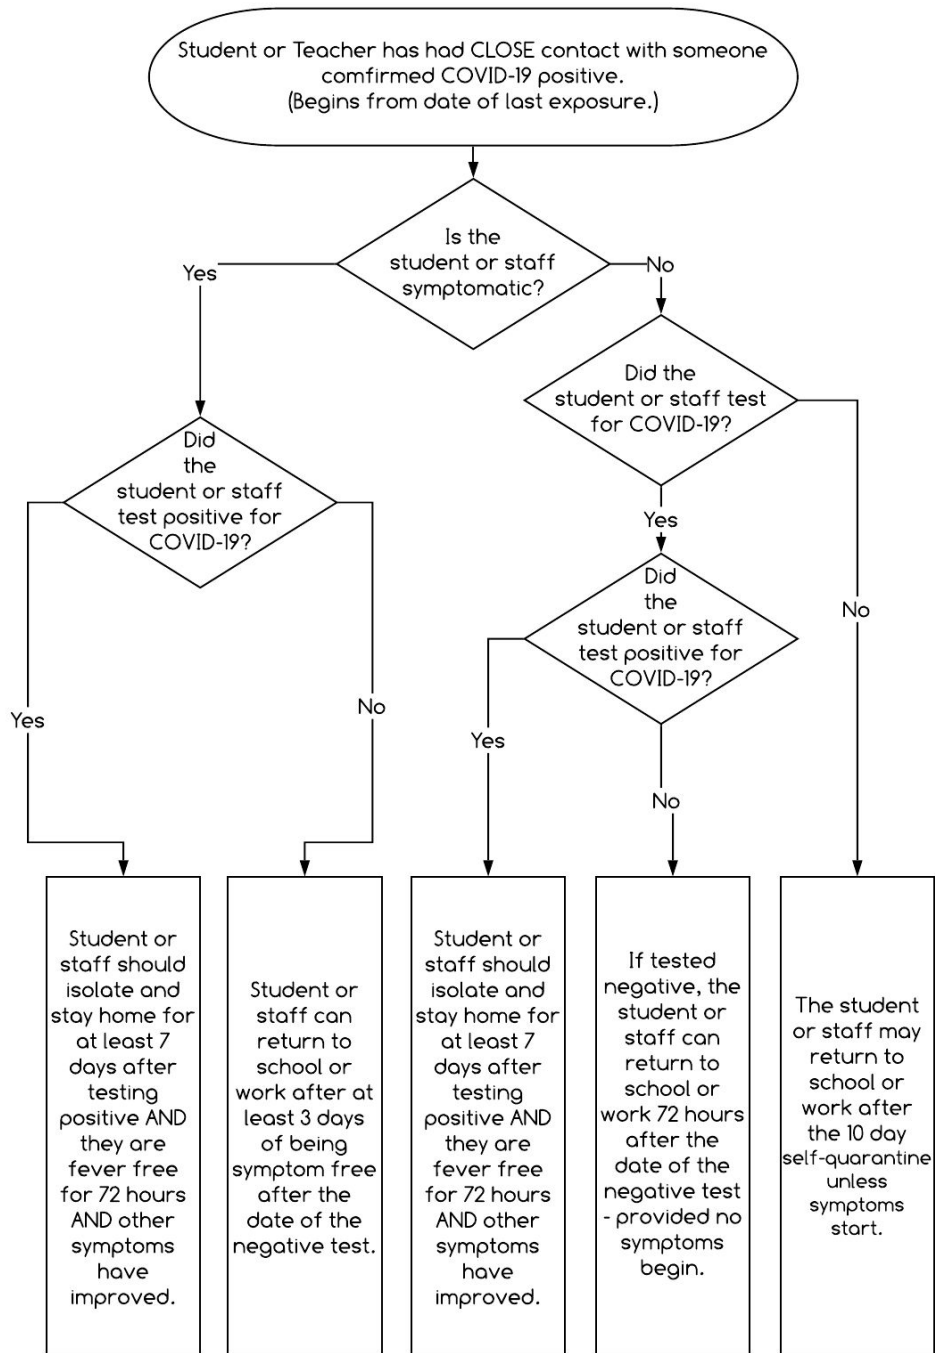 Student or Teacher has had CLOSE contact with someone
comfirmed COVID-19 positive.
(Begins from date of last exposure.)
Is the
student or staff
symptomatic?
Yes
No
Did the
student or staff test
for COVID-19?
Did
the
student or staff
test positive for
COVID-19?
Yes
Did
the
student or staff
test positive for
COVID-19?
No
Yes
No
Yes
No
Student or
staff should
isolate and
stay home for
at least 7
days after
testing
positive AND
they are
fever free
for 72 hours
AND other
symptoms
have
improved.
Student or
staff can
return to
school or
work after at
least 3 days
of being
symptom free
after the
date of the
negative test.
Student or
staff should
isolate and
stay home for
at least 7
days after
testing
positive AND
they are
fever free
for 72 hours
AND other
symptoms
have
improved.
If tested
negative, the
student or
staff can
return to
school or
work 72 hours
after the
date of the
negative test
- provided no
symptoms
begin.
The student
or staff may
return to
school or
work after
the 10 day
self-quarantine
unless
symptoms
start.